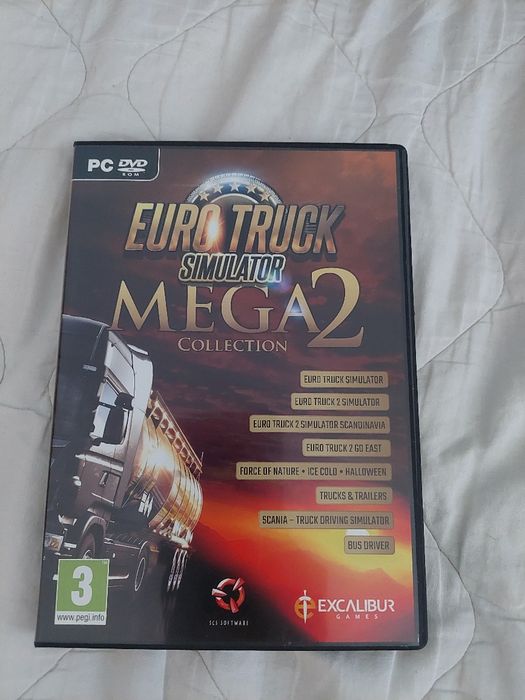 PC DVD
ROM
EURO TRUCK
SIMULATOR
MEGA 2
COLLECTION
EURO TRUCK SIMULATOR
EURO TRUCK 2 SIMULATOR
EURO TRUCK 2 SIMULATOR SCANDINAVIA
EURO TRUCK 2 GO EAST
FORCE OF NATURE • ICE COLD • HALLOWEEN
TRUCKS & TRAILERS
SCANIA – TRUCK DRIVING SIMULATOR
BUS DRIVER
3
www.pegi.info
SCS SOFTWARE
EXCALIBUR
GAMES